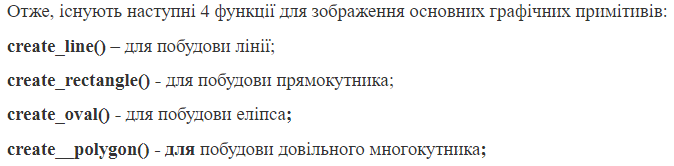 Отже, існують наступні 4 функції для зображення основних графічних примітивів:
create_line() – для побудови лінії;
create_rectangle() - для побудови прямокутника;
create_oval() - для побудови еліпса;
create__polygon() - для побудови довільного многокутника;